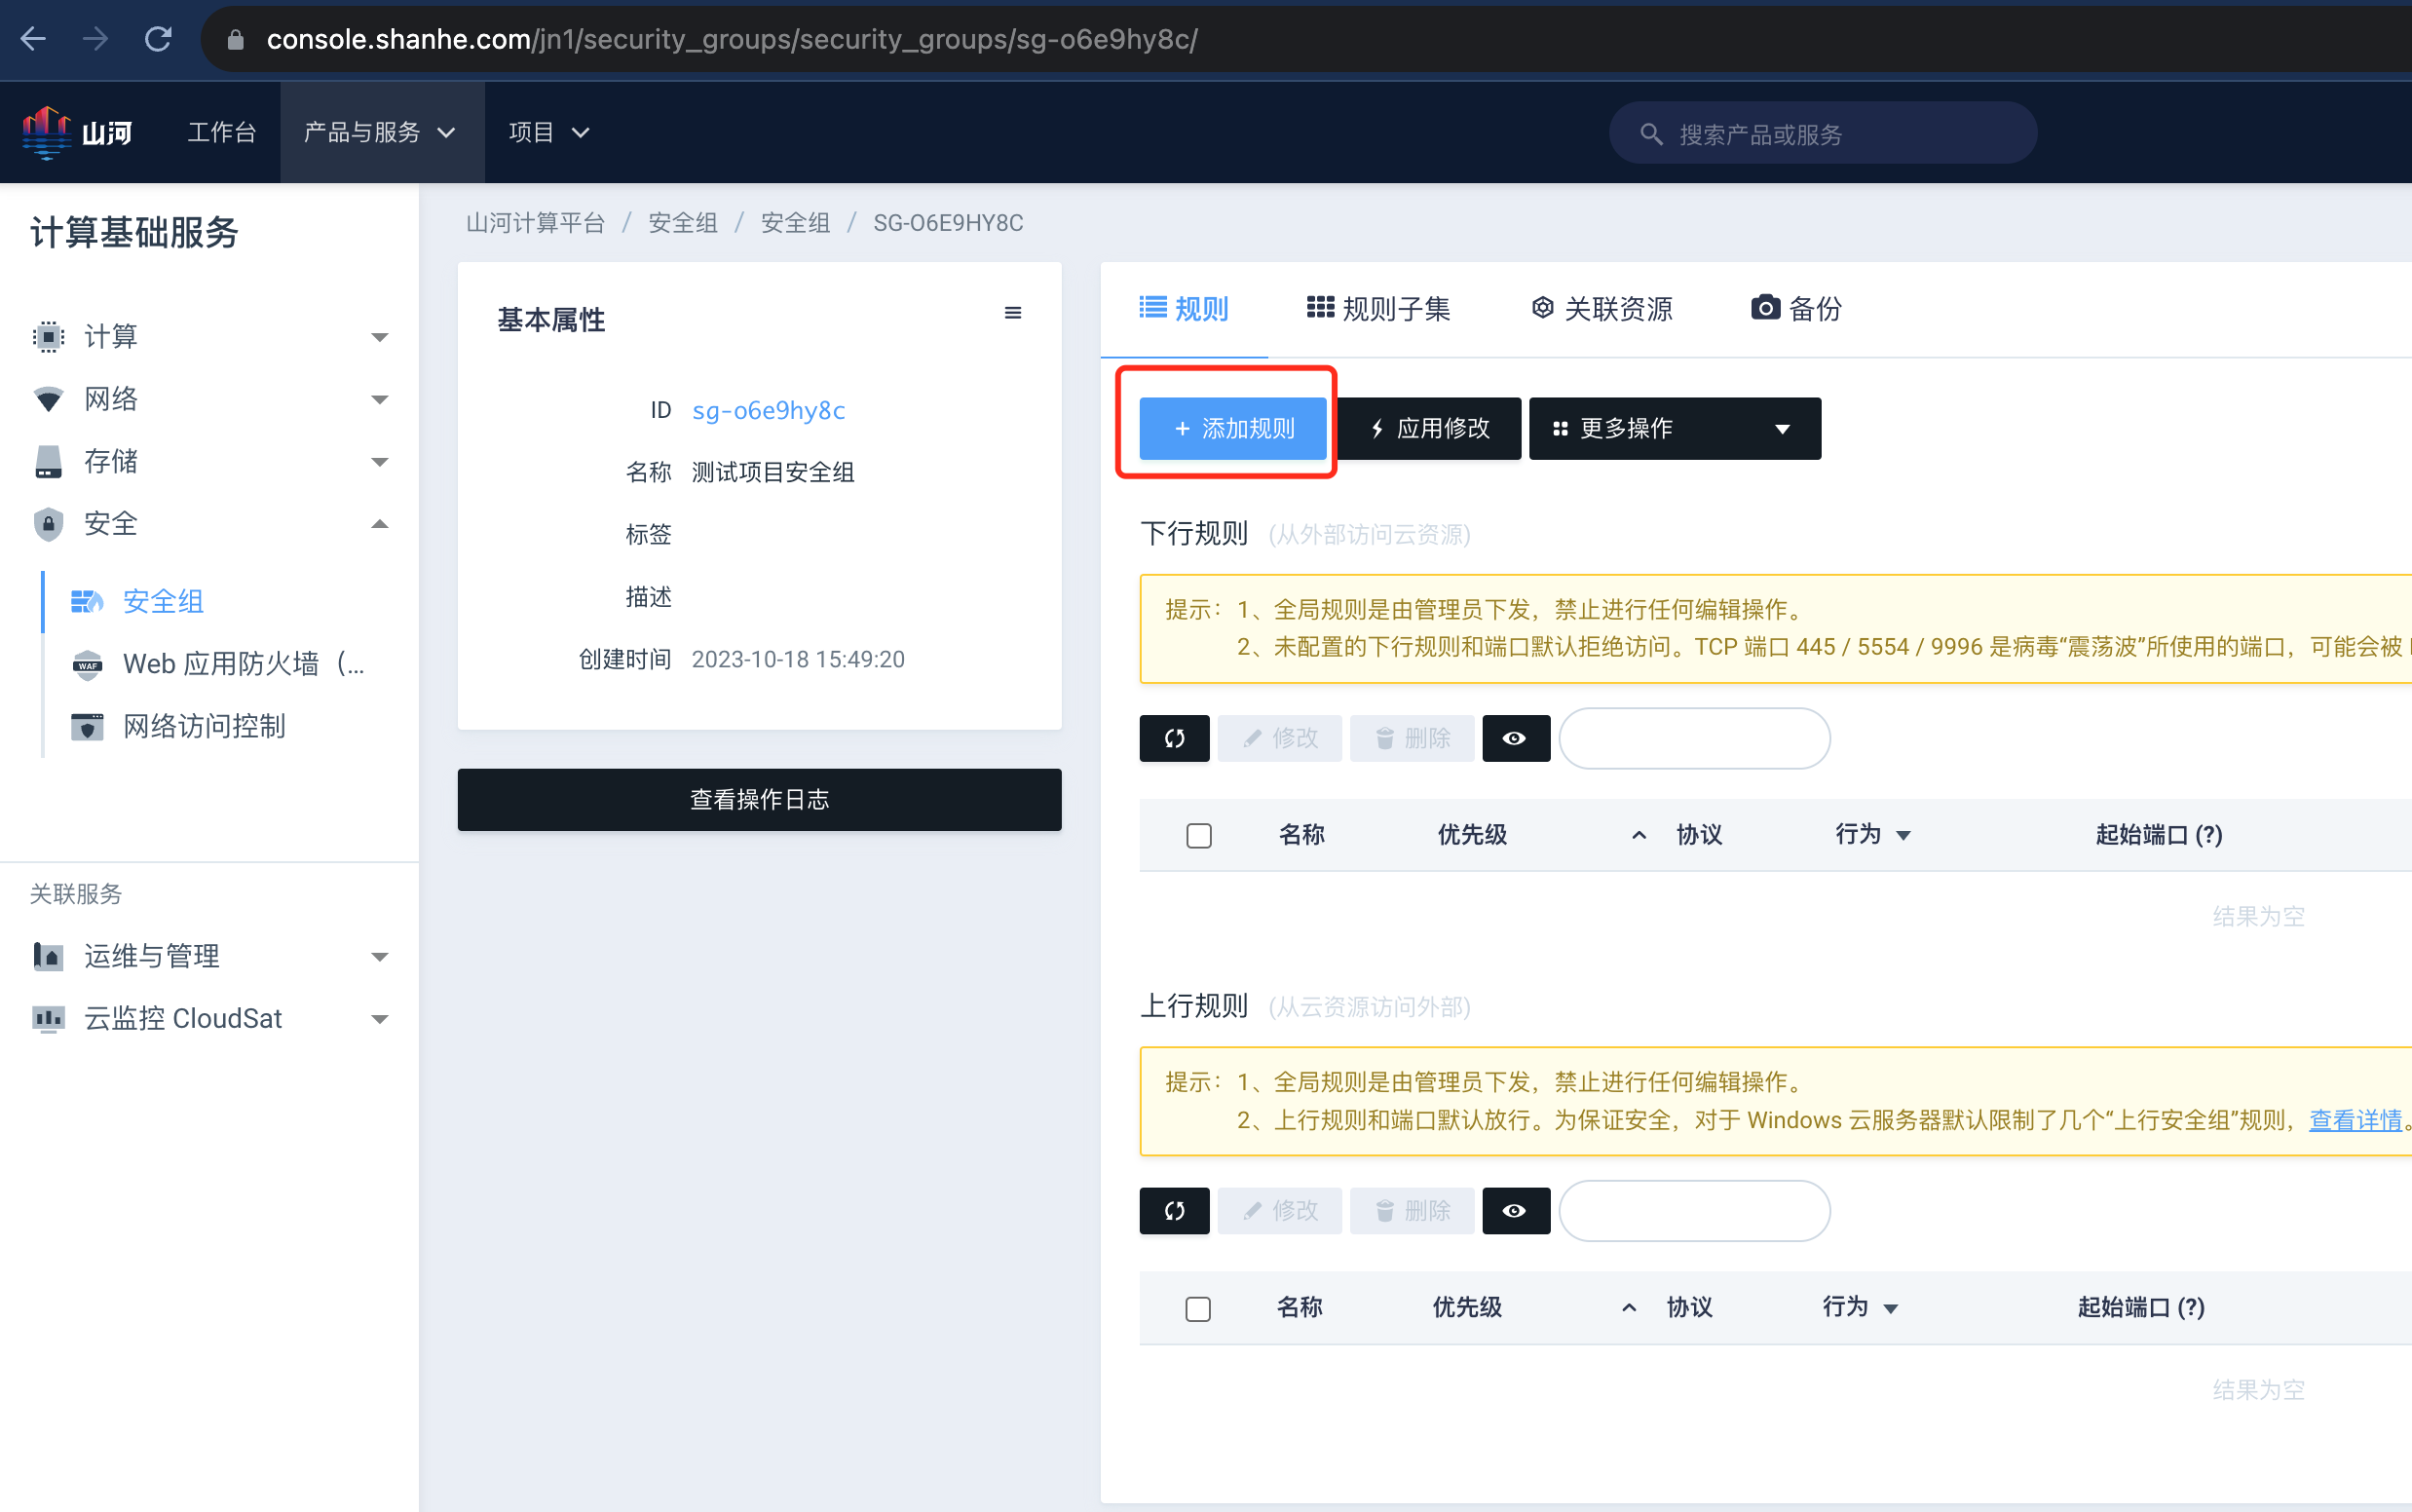 console.shanhe.com/jn1/security_groups/security_groups/sg-o6e9hy8c/
山河
工作台
产品与服务
项目
搜索产品或服务
计算基础服务
计算
网络
存储
安全
安全组
WAF
Web 应用防火墙（...
网络访问控制
关联服务
运维与管理
云监控 CloudSat
山河计算平台 / 安全组 / 安全组 / SG-O6E9HY8C
基本属性
ID sg-o6e9hy8c
名称 测试项目安全组
标签
描述
创建时间 2023-10-18 15:49:20
查看操作日志
规则 规则子集 关联资源 备份
+ 添加规则 应用修改 更多操作
下行规则 (从外部访问云资源)
提示：1、全局规则是由管理员下发，禁止进行任何编辑操作。
2、未配置的下行规则和端口默认拒绝访问。TCP 端口 445 / 5554 / 9996 是病毒“震荡波”所使用的端口，可能会被
修改 删除
名称 优先级 协议 行为 起始端口 (?)
结果为空
上行规则 (从云资源访问外部)
提示：1、全局规则是由管理员下发，禁止进行任何编辑操作。
2、上行规则和端口默认放行。为保证安全，对于 Windows 云服务器默认限制了几个“上行安全组”规则，查看详情。
修改 删除
名称 优先级 协议 行为 起始端口 (?)
结果为空